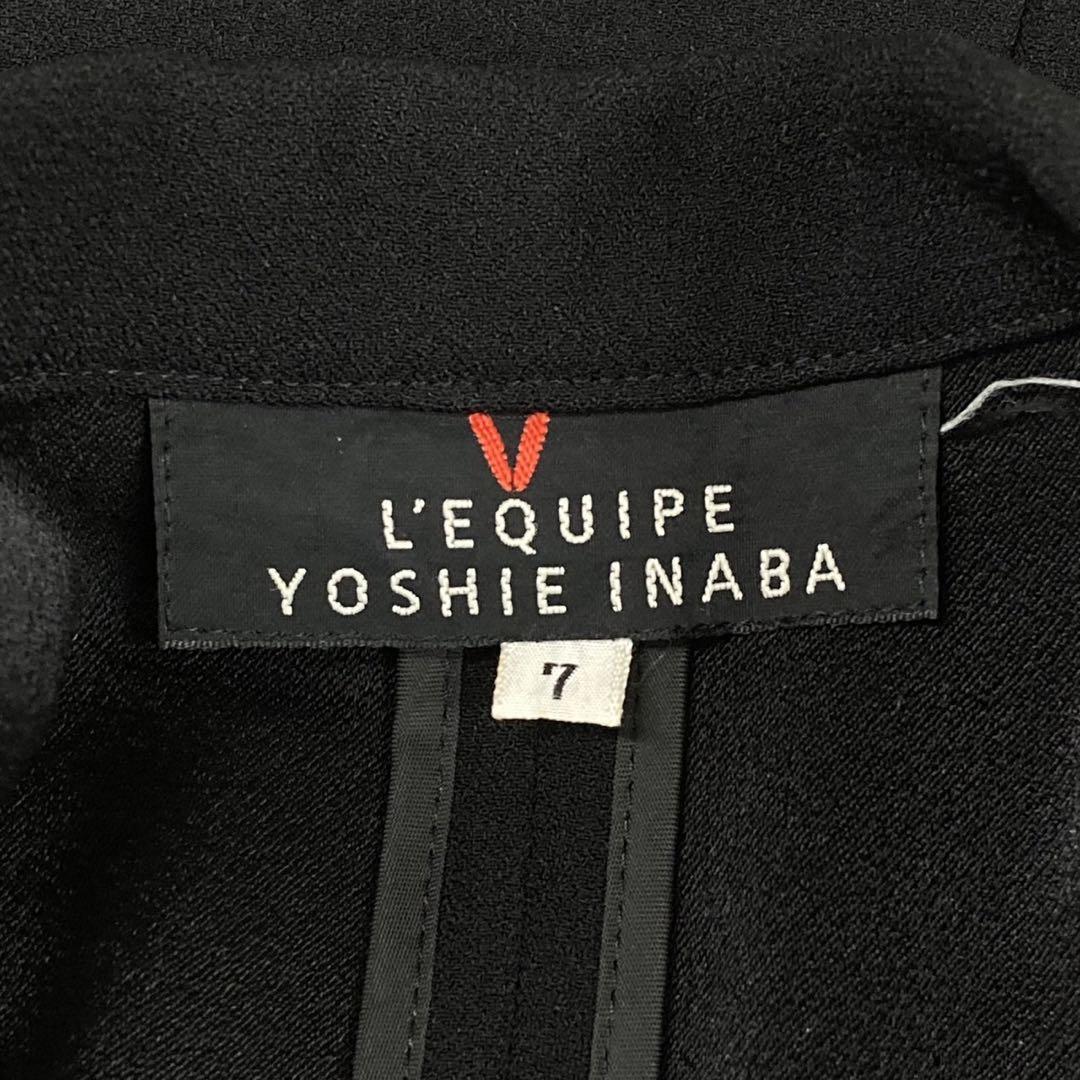 V
L'EQUIPE
YOSHIE INABA
7